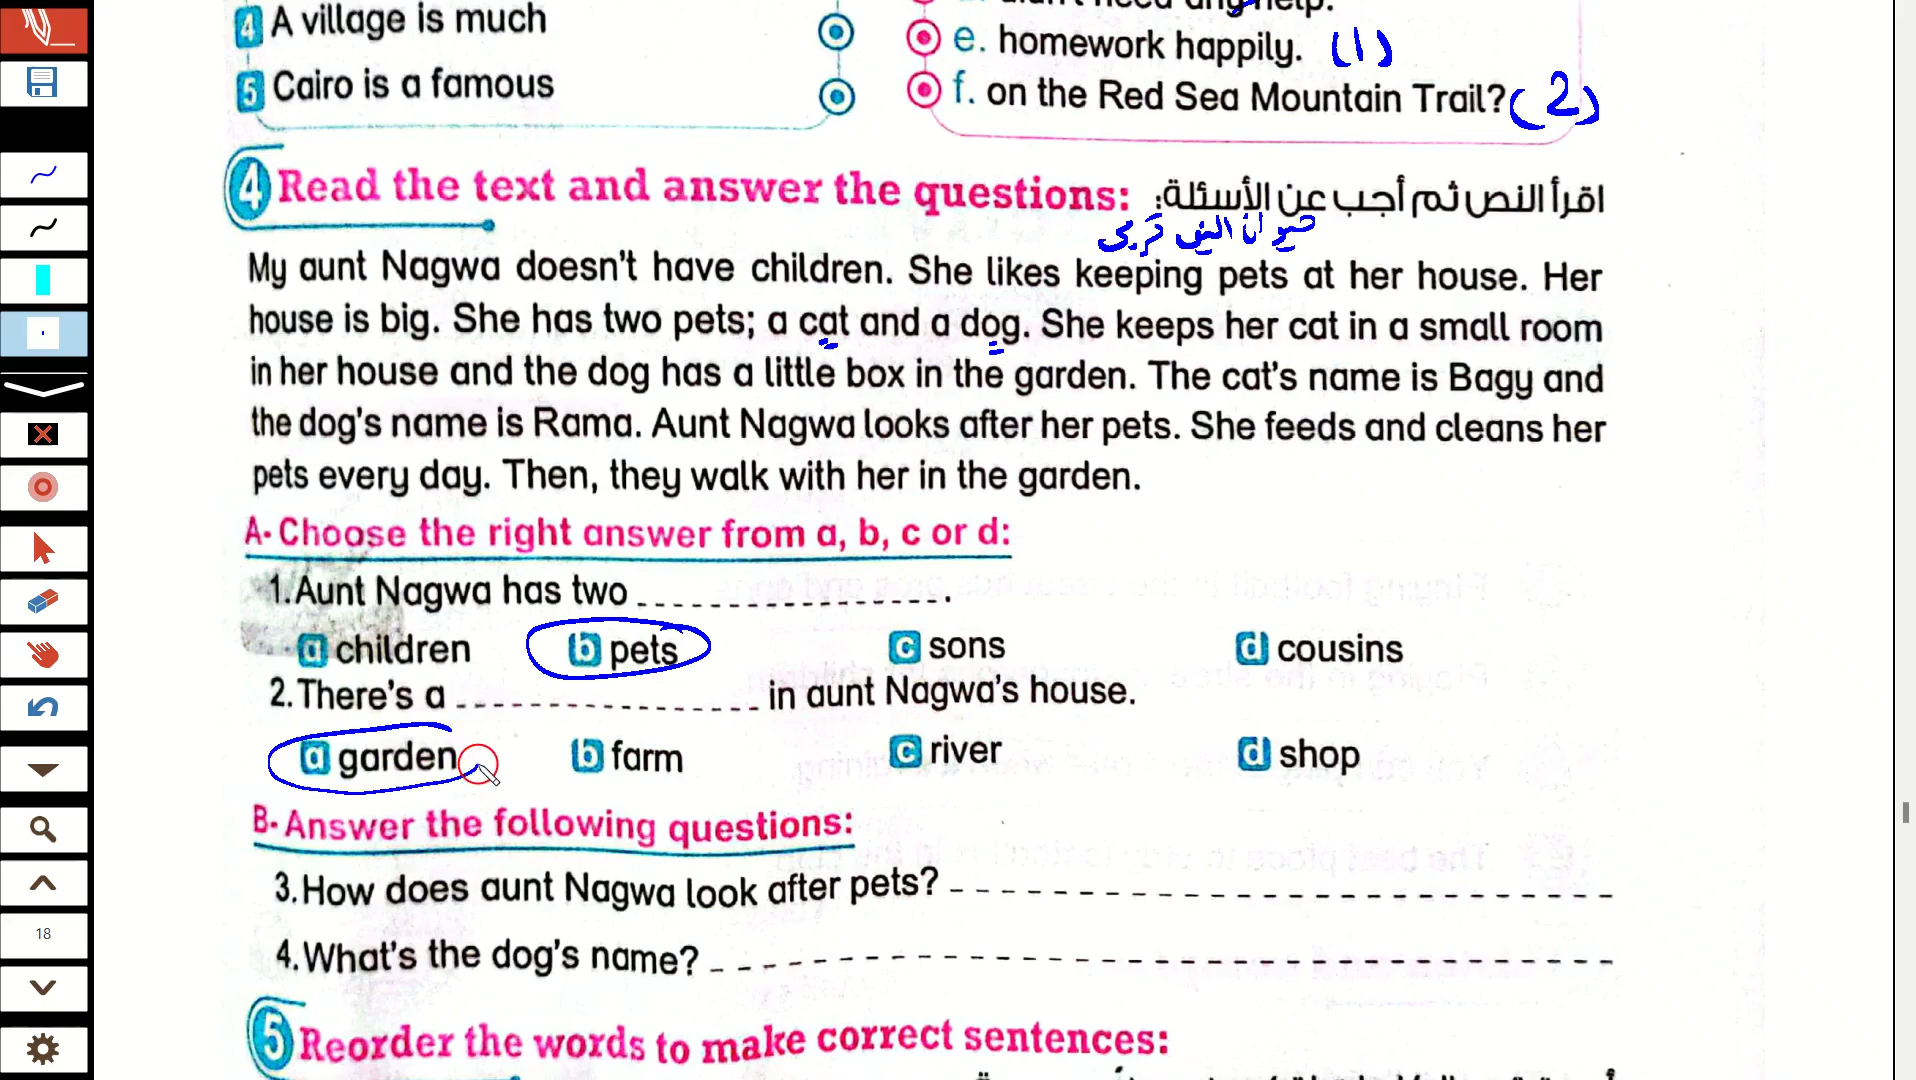 4 A village is much
5 Cairo is a famous
help.
e. homework happily. (1)
f. on the Red Sea Mountain Trail? (2)
4 Read the text and answer the questions: اقرأ النص ثم أجب عن الأسئلة:
حيوان اليف تربى
My aunt Nagwa doesn't have children. She likes keeping pets at her house. Her
house is big. She has two pets; a cat and a dog. She keeps her cat in a small room
in her house and the dog has a little box in the garden. The cat's name is Bagy and
the dog's name is Rama. Aunt Nagwa looks after her pets. She feeds and cleans her
pets every day. Then, they walk with her in the garden.
A- Choose the right answer from a, b, c or d:
1. Aunt Nagwa has two .
a children b pets c sons d cousins
2. There's a in aunt Nagwa's house.
a garden b farm c river d shop
B- Answer the following questions:
3. How does aunt Nagwa look after pets?
4. What's the dog's name?
5 Reorder the words to make correct sentences:
18